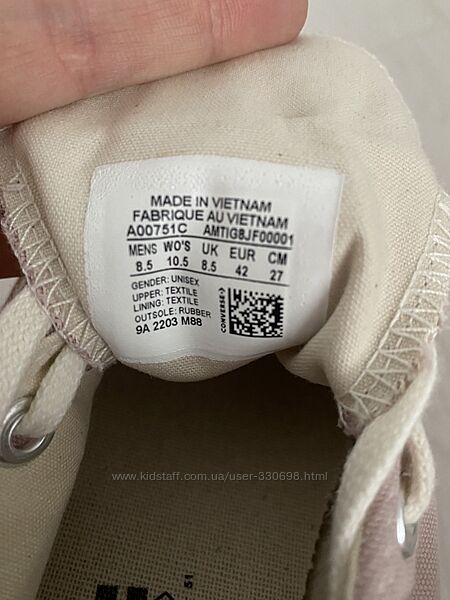 MADE IN VIETNAM
FABRIQUE AU VIETNAM
A00751C AMTIG8JF00001
MENS WO'S UK EUR CM
8.5 10.5 8.5 42 27
GENDER: UNISEX
UPPER: TEXTILE
LINING: TEXTILE
OUTSOLE: RUBBER
9A 2203 M88
CONVERSE
www.kidstaff.com.ua/user-330698.html
51